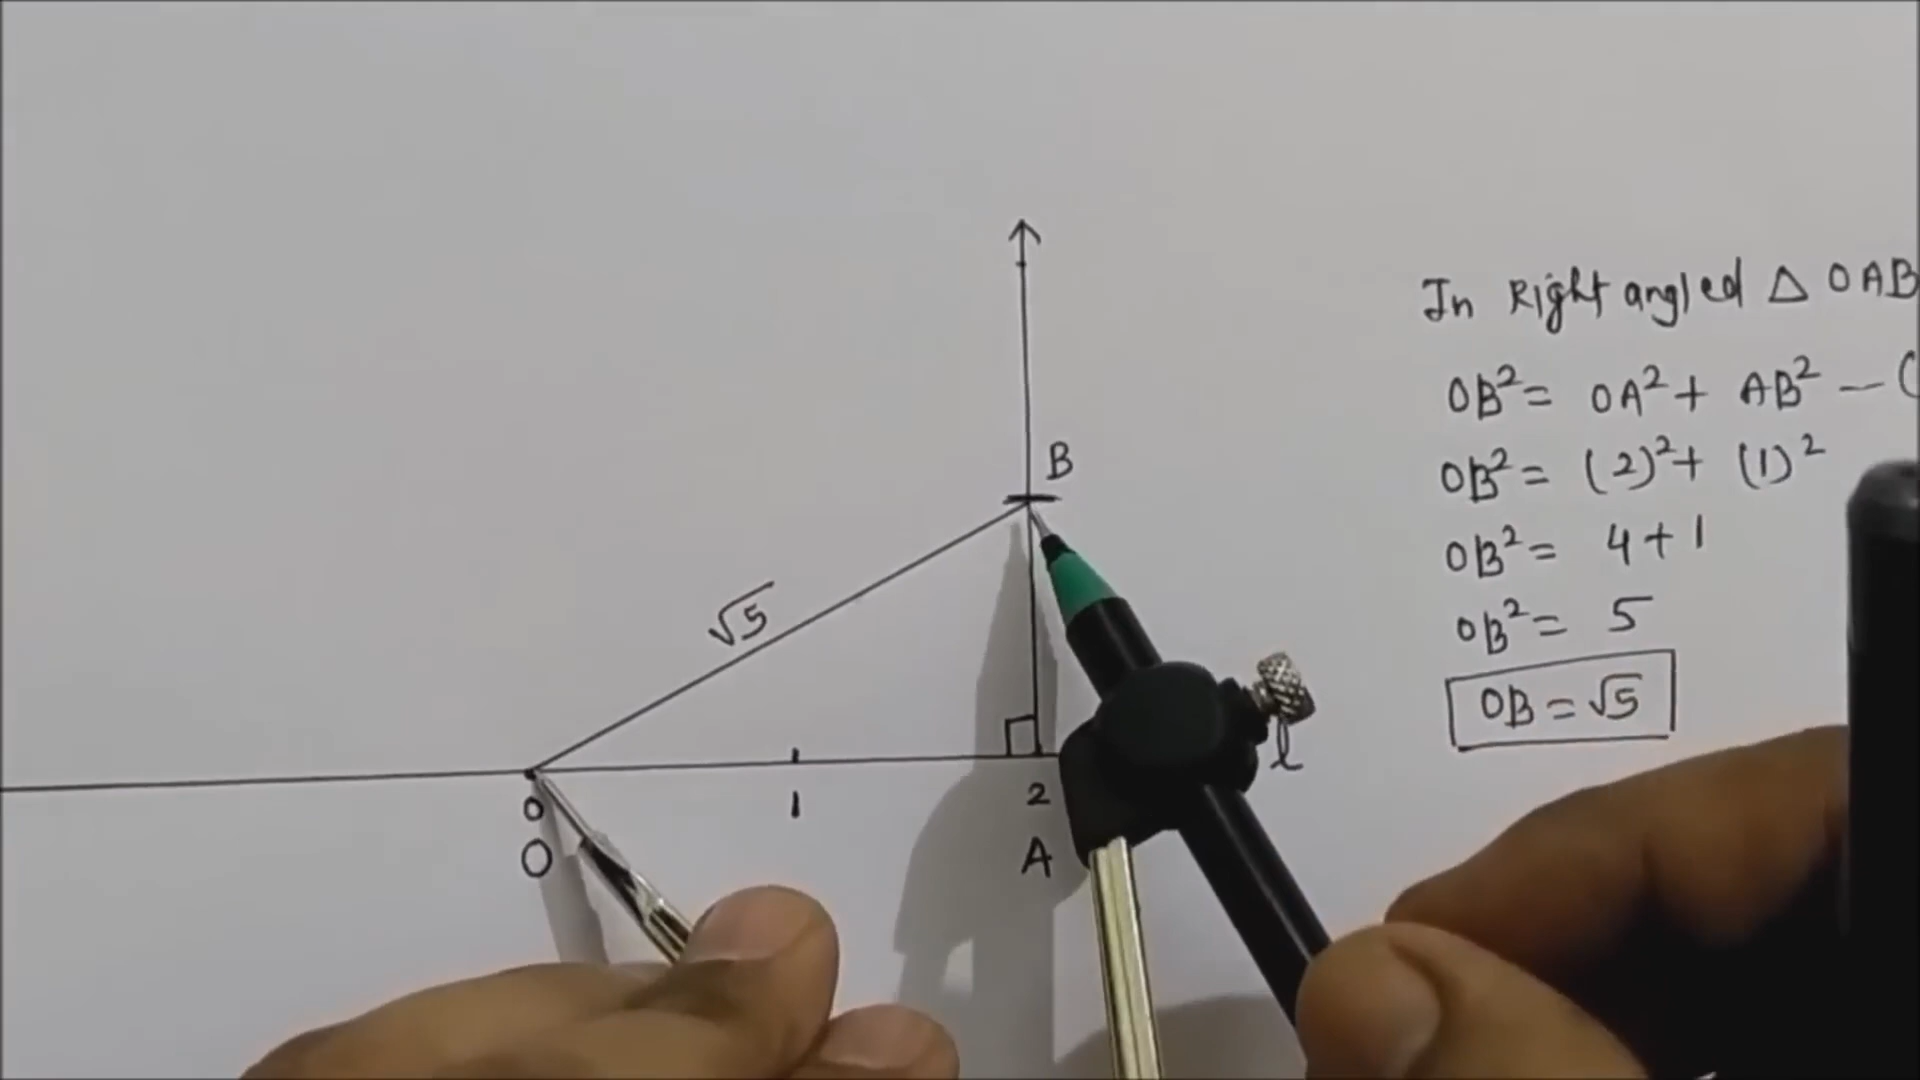 B
√5
0 1 2
O A
l
In Right angled △ OAB
OB²= OA²+ AB² — (
OB²= (2)²+ (1)²
OB²= 4+1
OB²= 5
OB=√5